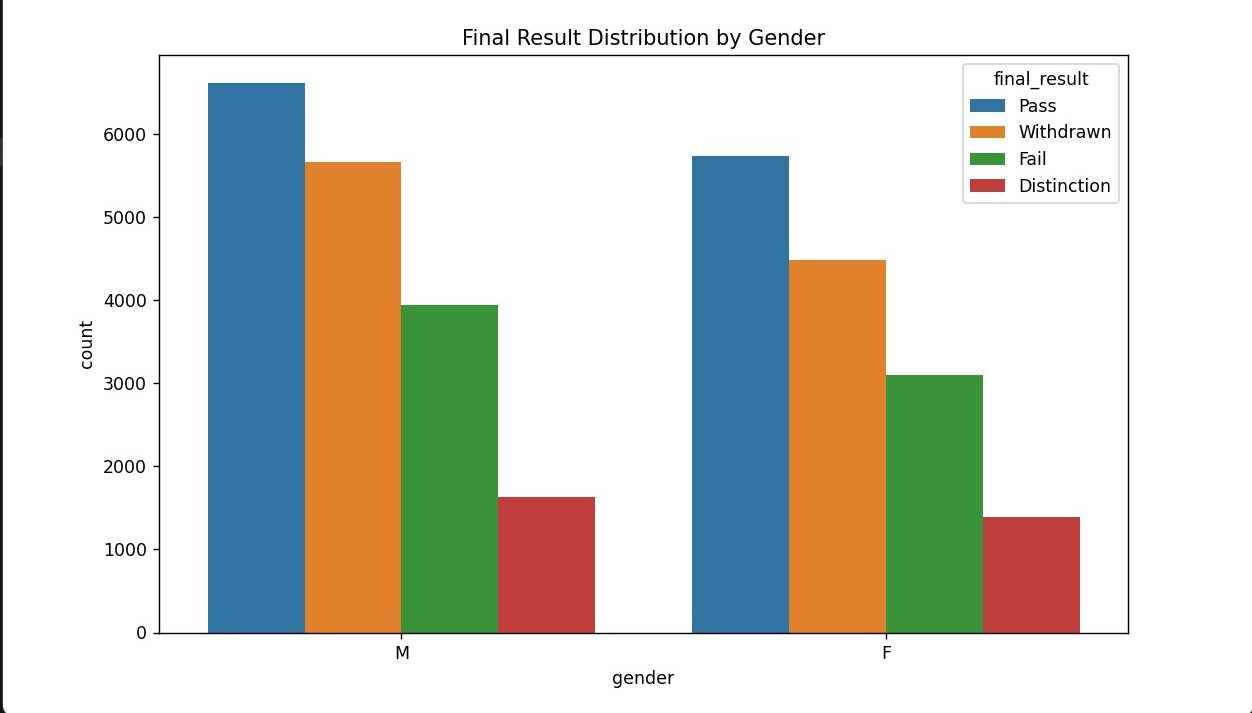 Final Result Distribution by Gender
final_result
Pass
Withdrawn
Fail
Distinction
6000
5000
4000
3000
2000
1000
0
count
M
F
gender